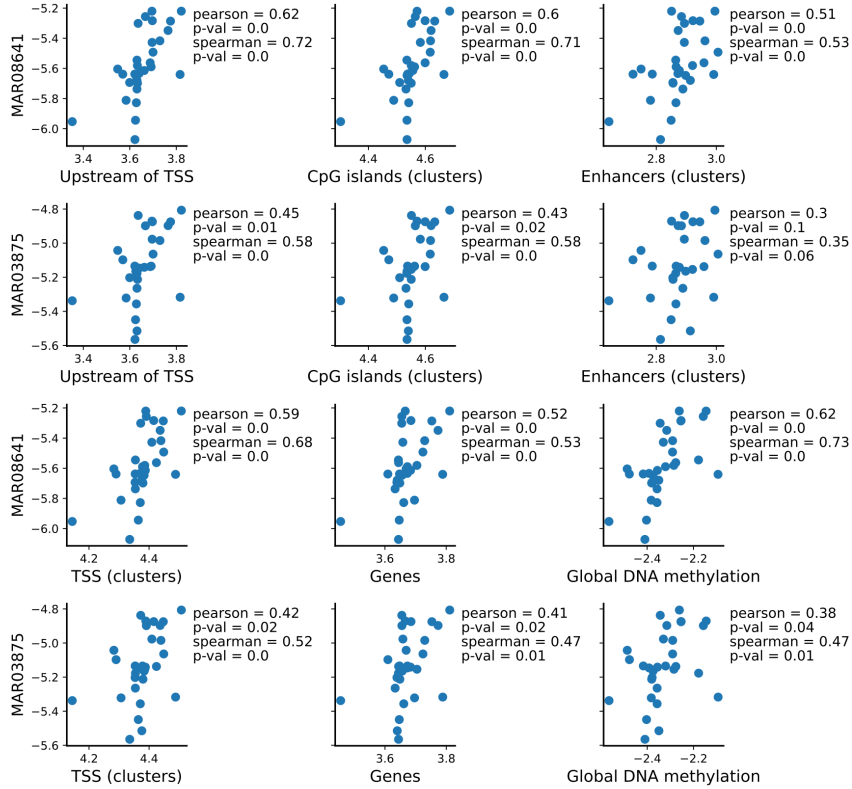 −5.2
−5.4
−5.6
−5.8
−6.0
MAR08641
3.4
3.6
3.8
Upstream of TSS
pearson = 0.62
p-val = 0.0
spearman = 0.72
p-val = 0.0
4.4
4.6
CpG islands (clusters)
pearson = 0.6
p-val = 0.0
spearman = 0.71
p-val = 0.0
2.8
3.0
Enhancers (clusters)
pearson = 0.51
p-val = 0.0
spearman = 0.53
p-val = 0.0
−4.8
−5.0
−5.2
−5.4
−5.6
MAR03875
3.4
3.6
3.8
Upstream of TSS
pearson = 0.45
p-val = 0.01
spearman = 0.58
p-val = 0.0
4.4
4.6
CpG islands (clusters)
pearson = 0.43
p-val = 0.02
spearman = 0.58
p-val = 0.0
2.8
3.0
Enhancers (clusters)
pearson = 0.3
p-val = 0.1
spearman = 0.35
p-val = 0.06
−5.2
−5.4
−5.6
−5.8
−6.0
MAR08641
4.2
4.4
TSS (clusters)
pearson = 0.59
p-val = 0.0
spearman = 0.68
p-val = 0.0
3.6
3.8
Genes
pearson = 0.52
p-val = 0.0
spearman = 0.53
p-val = 0.0
−2.4
−2.2
Global DNA methylation
pearson = 0.62
p-val = 0.0
spearman = 0.73
p-val = 0.0
−4.8
−5.0
−5.2
−5.4
−5.6
MAR03875
4.2
4.4
TSS (clusters)
pearson = 0.42
p-val = 0.02
spearman = 0.52
p-val = 0.0
3.6
3.8
Genes
pearson = 0.41
p-val = 0.02
spearman = 0.47
p-val = 0.01
−2.4
−2.2
Global DNA methylation
pearson = 0.38
p-val = 0.04
spearman = 0.47
p-val = 0.01